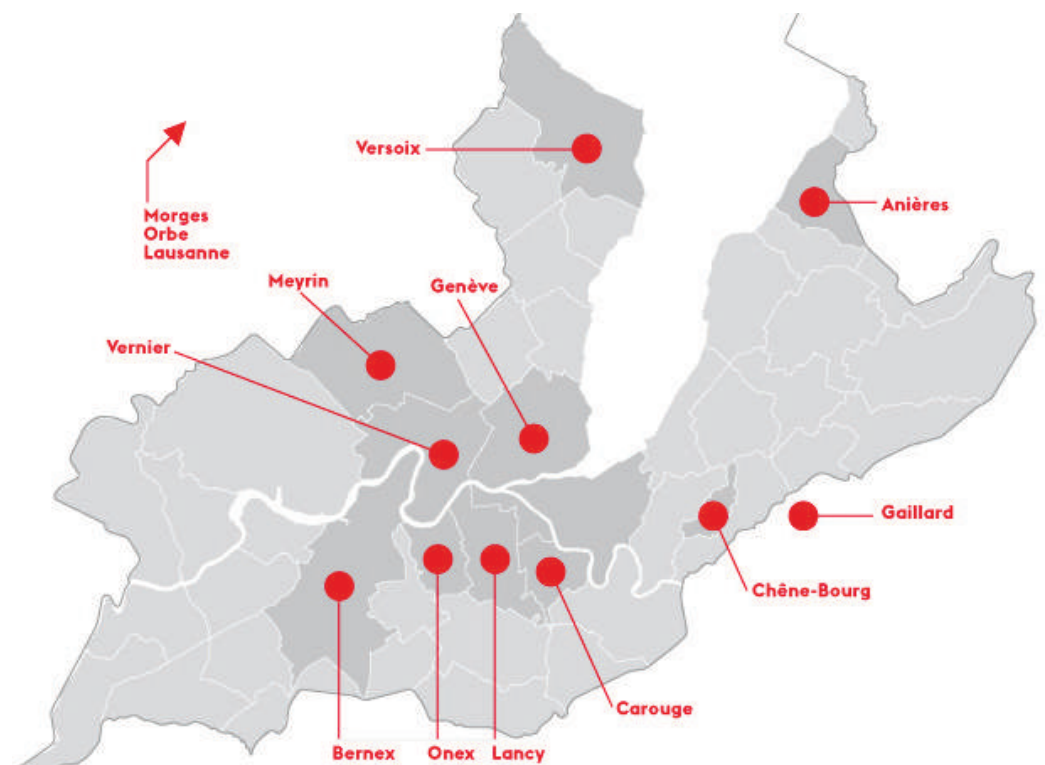 Versoix
Anières
Morges
Orbe
Lausanne
Meyrin
Genève
Vernier
Gaillard
Chêne-Bourg
Carouge
Bernex
Onex
Lancy